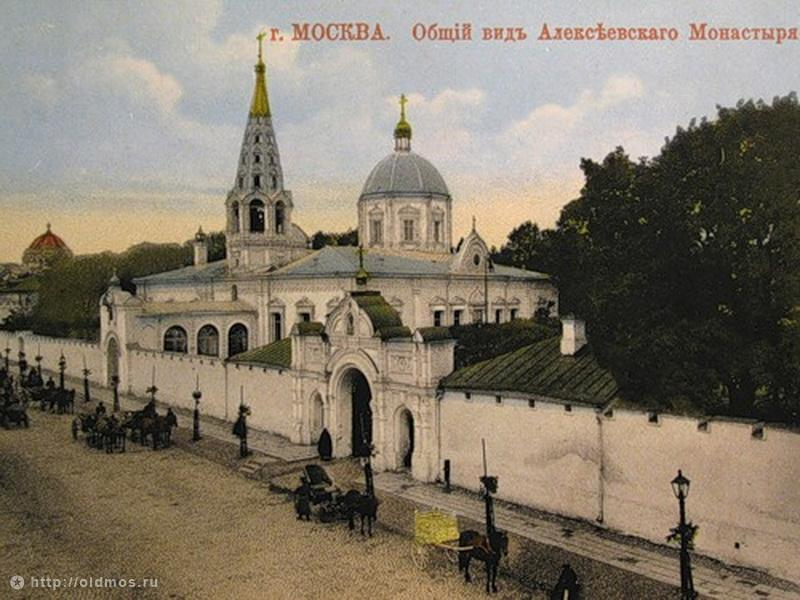 г. МОСКВА. Общій видъ Алексѣевскаго Монастыря
http://oldmos.ru